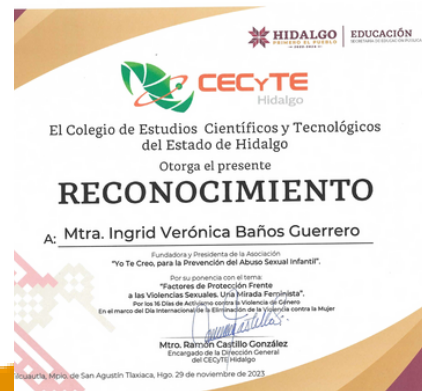 HIDALGO
PRIMERO EL PUEBLO
EDUCACIÓN
CECyTE
Hidalgo
El Colegio de Estudios Científicos y Tecnológicos
del Estado de Hidalgo
Otorga el presente
RECONOCIMIENTO
A: Mtra. Ingrid Verónica Baños Guerrero
Fundadora y Presidenta de la Asociación
"Yo Te Creo, para la Prevención del Abuso Sexual Infantil".
Por su ponencia con el tema:
"Factores de Protección Frente
a las Violencias Sexuales. Una Mirada Feminista".
Por los 16 Días de Activismo contra la Violencia de Género
En el marco del Día Internacional de la Eliminación de la Violencia contra la Mujer
Mtro. Ramón Castillo González
Encargado de la Dirección General
del CECyTE Hidalgo
Mpio. de San Agustín Tlaxiaca, Hgo. 29 de noviembre de 2023